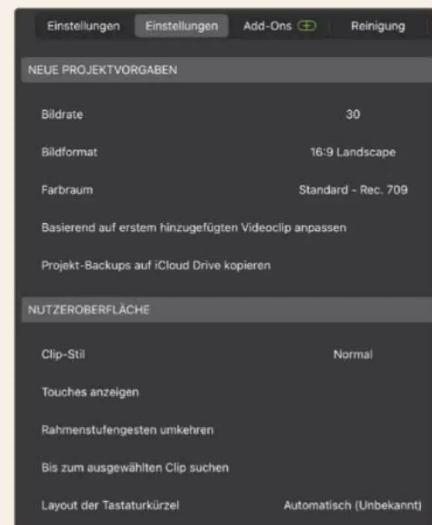 Einstellungen Einstellungen Add-Ons Reinigung
NEUE PROJEKTVORGABEN
Bildrate 30
Bildformat 16:9 Landscape
Farbraum Standard - Rec. 709
Basierend auf erstem hinzugefügten Videoclip anpassen
Projekt-Backups auf iCloud Drive kopieren
NUTZEROBERFLÄCHE
Clip-Stil Normal
Touches anzeigen
Rahmenstufengesten umkehren
Bis zum ausgewählten Clip suchen
Layout der Tastaturkürzel Automatisch (Unbekannt)